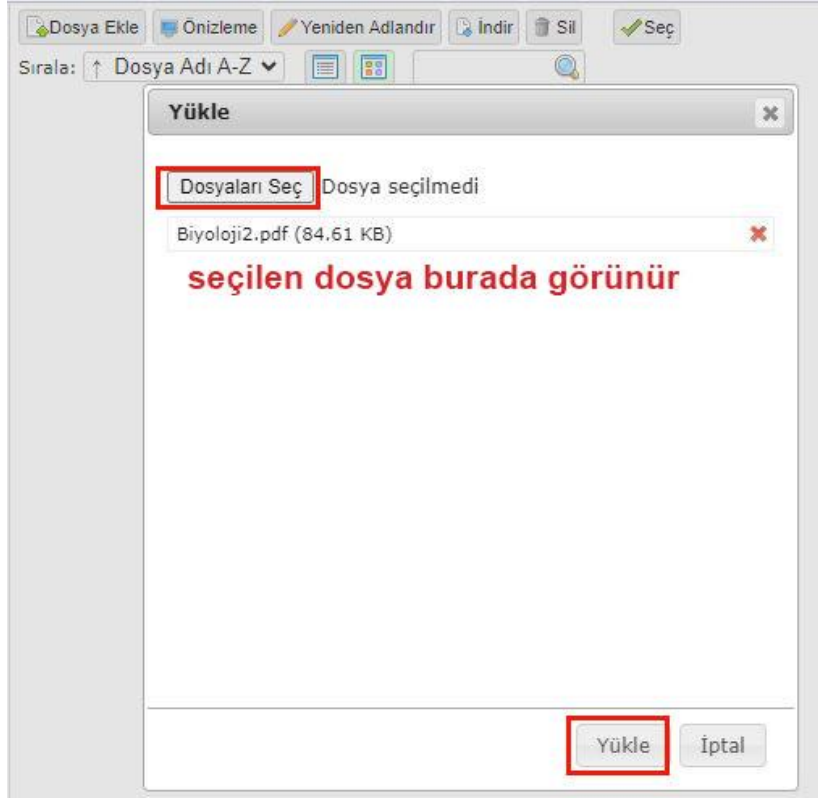 Dosya Ekle Önizleme Yeniden Adlandır İndir Sil Seç
Sırala: ↑ Dosya Adı A-Z
Yükle
Dosyaları Seç Dosya seçilmedi
Biyoloji2.pdf (84.61 KB)
seçilen dosya burada görünür
Yükle İptal